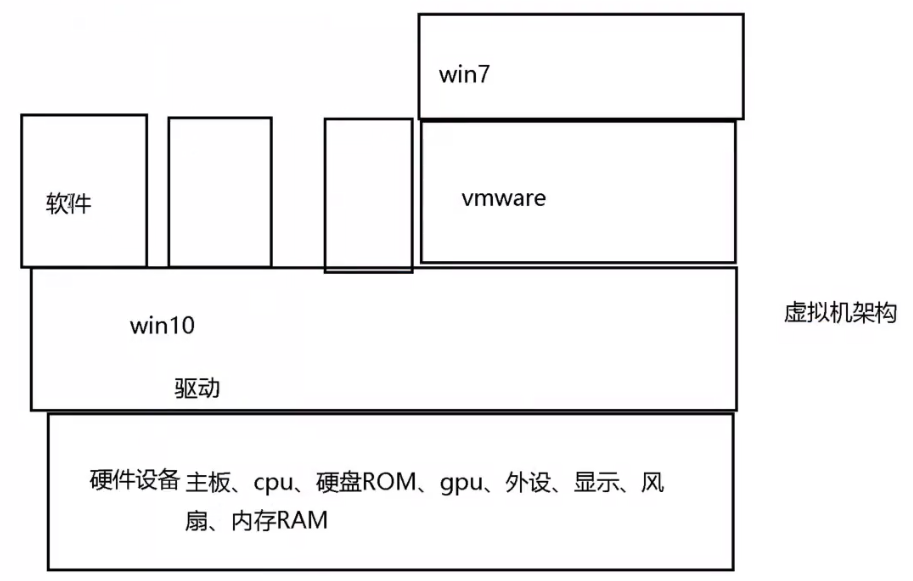 win7
软件
vmware
win10
虚拟机架构
驱动
硬件设备 主板、cpu、硬盘ROM、gpu、外设、显示、风
扇、内存RAM